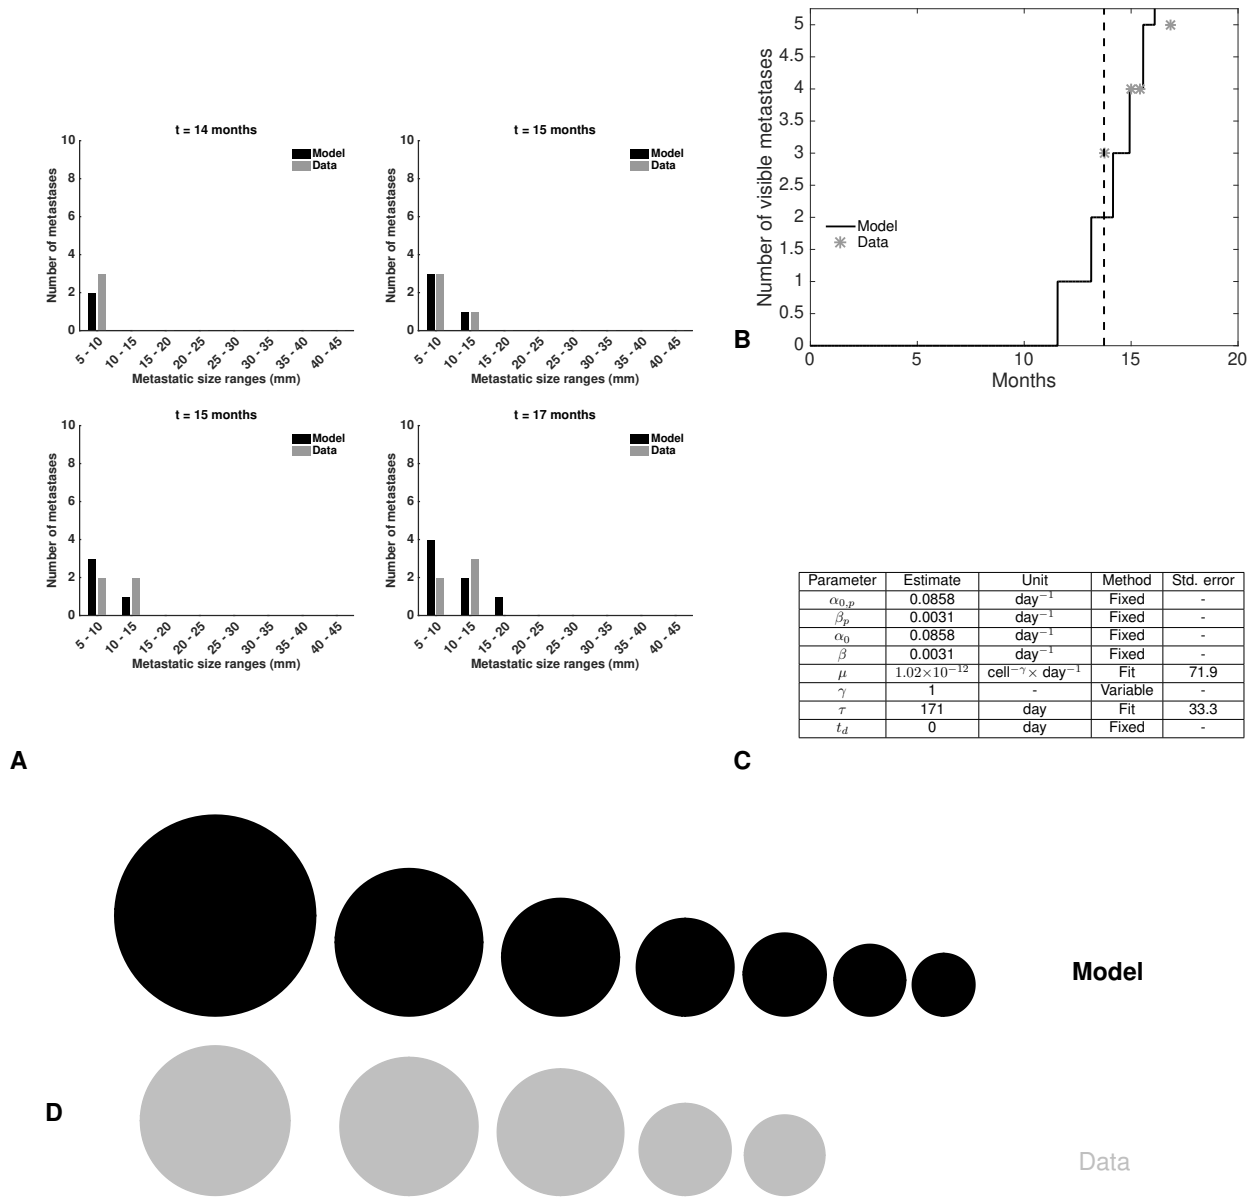 t = 14 months
10
8
6
4
2
0
Number of metastases
Model
Data
5 - 10
10 - 15
15 - 20
20 - 25
25 - 30
30 - 35
35 - 40
40 - 45
Metastatic size ranges (mm)
t = 15 months
10
8
6
4
2
0
Number of metastases
Model
Data
5 - 10
10 - 15
15 - 20
20 - 25
25 - 30
30 - 35
35 - 40
40 - 45
Metastatic size ranges (mm)
t = 15 months
10
8
6
4
2
0
Number of metastases
Model
Data
5 - 10
10 - 15
15 - 20
20 - 25
25 - 30
30 - 35
35 - 40
40 - 45
Metastatic size ranges (mm)
t = 17 months
10
8
6
4
2
0
Number of metastases
Model
Data
5 - 10
10 - 15
15 - 20
20 - 25
25 - 30
30 - 35
35 - 40
40 - 45
Metastatic size ranges (mm)
A
5
4.5
4
3.5
3
2.5
2
1.5
1
0.5
0
Number of visible metastases
Model
Data
0 5 10 15 20
Months
B
Parameter Estimate Unit Method Std. error
α₀,ₚ 0.0858 day⁻¹ Fixed -
βₚ 0.0031 day⁻¹ Fixed -
α₀ 0.0858 day⁻¹ Fixed -
β 0.0031 day⁻¹ Fixed -
μ 1.02×10⁻¹² cell⁻ᵞ × day⁻¹ Fit 71.9
γ 1 - Variable -
τ 171 day Fit 33.3
t_d 0 day Fixed -
C
Model
D
Data